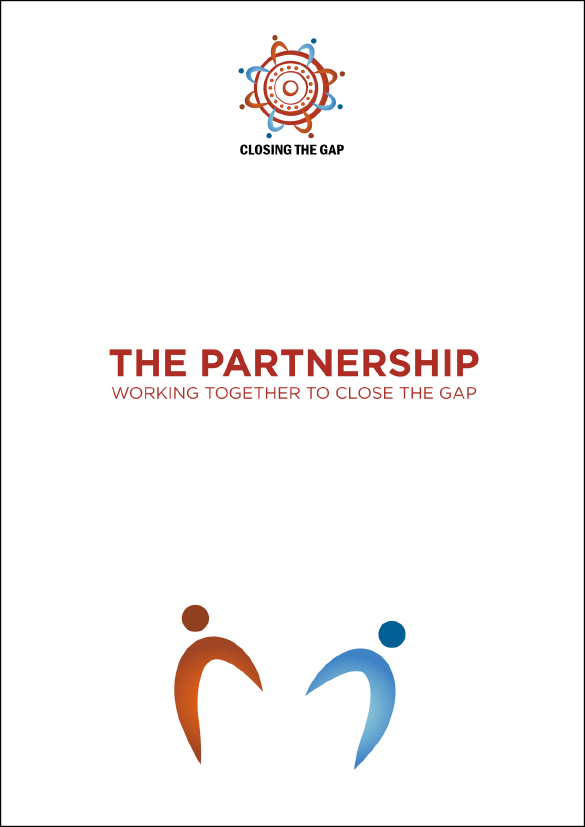 CLOSING THE GAP
THE PARTNERSHIP
WORKING TOGETHER TO CLOSE THE GAP